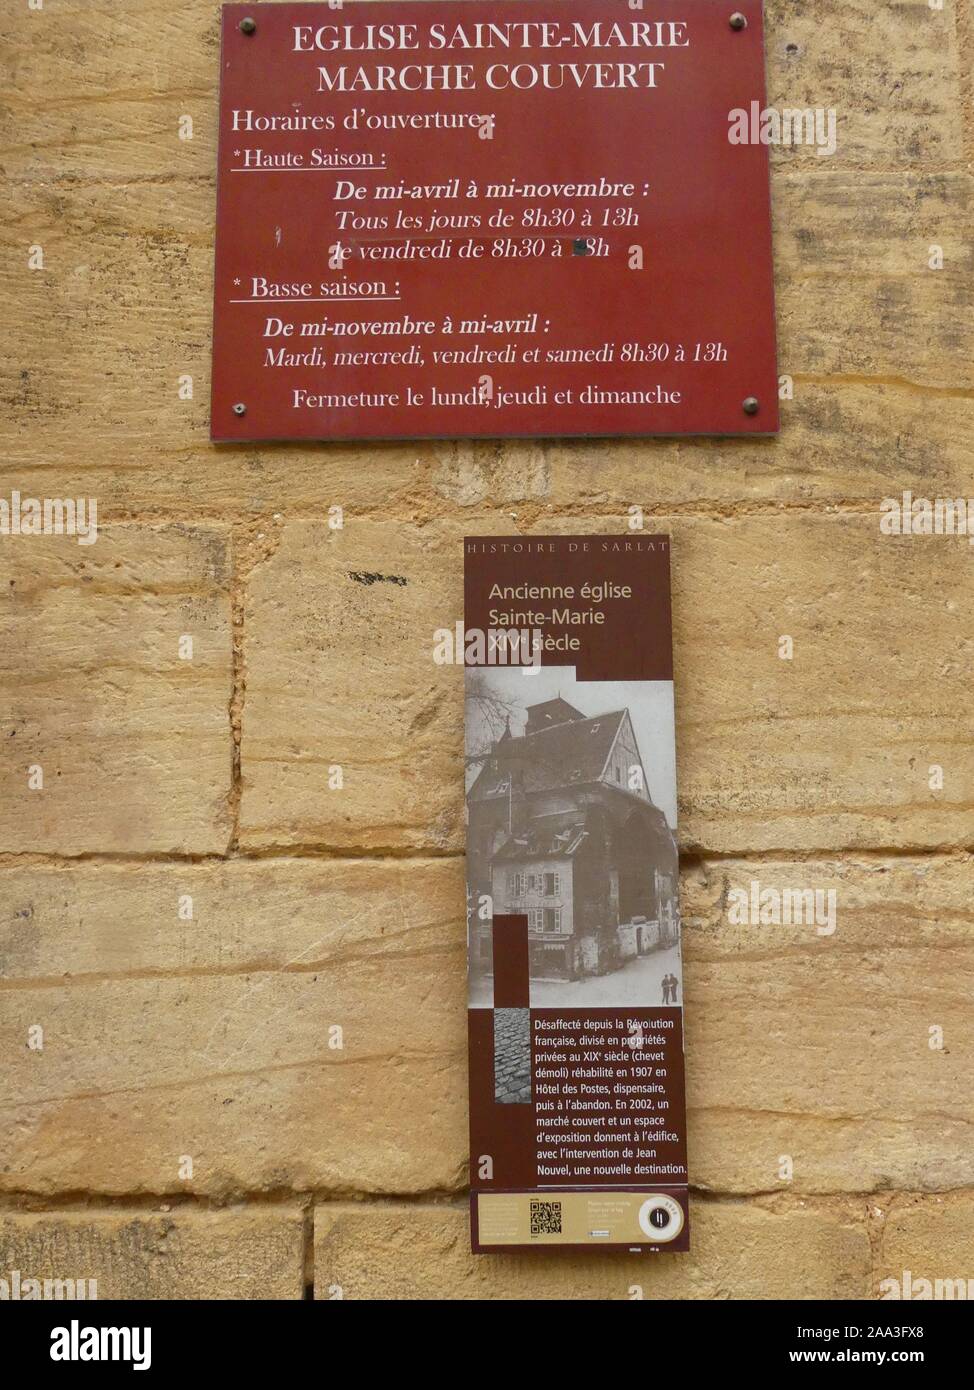 EGLISE SAINTE-MARIE
MARCHE COUVERT
Horaires d'ouverture :
*Haute Saison :
De mi-avril à mi-novembre :
Tous les jours de 8h30 à 13h
le vendredi de 8h30 à 8h
* Basse saison :
De mi-novembre à mi-avril :
Mardi, mercredi, vendredi et samedi 8h30 à 13h
Fermeture le lundi, jeudi et dimanche
HISTOIRE DE SARLAT
Ancienne église
Sainte-Marie
XIVe siècle
Désaffecté depuis la Révolution
française, divisé en propriétés
privées au XIXe siècle (chevet
démoli) réhabilité en 1907 en
Hôtel des Postes, dispensaire,
puis à l'abandon. En 2002, un
marché couvert et un espace
d'exposition donnent à l'édifice,
avec l'intervention de Jean
Nouvel, une nouvelle destination.
alamy
a
Image ID: 2AA3FX8
www.alamy.com